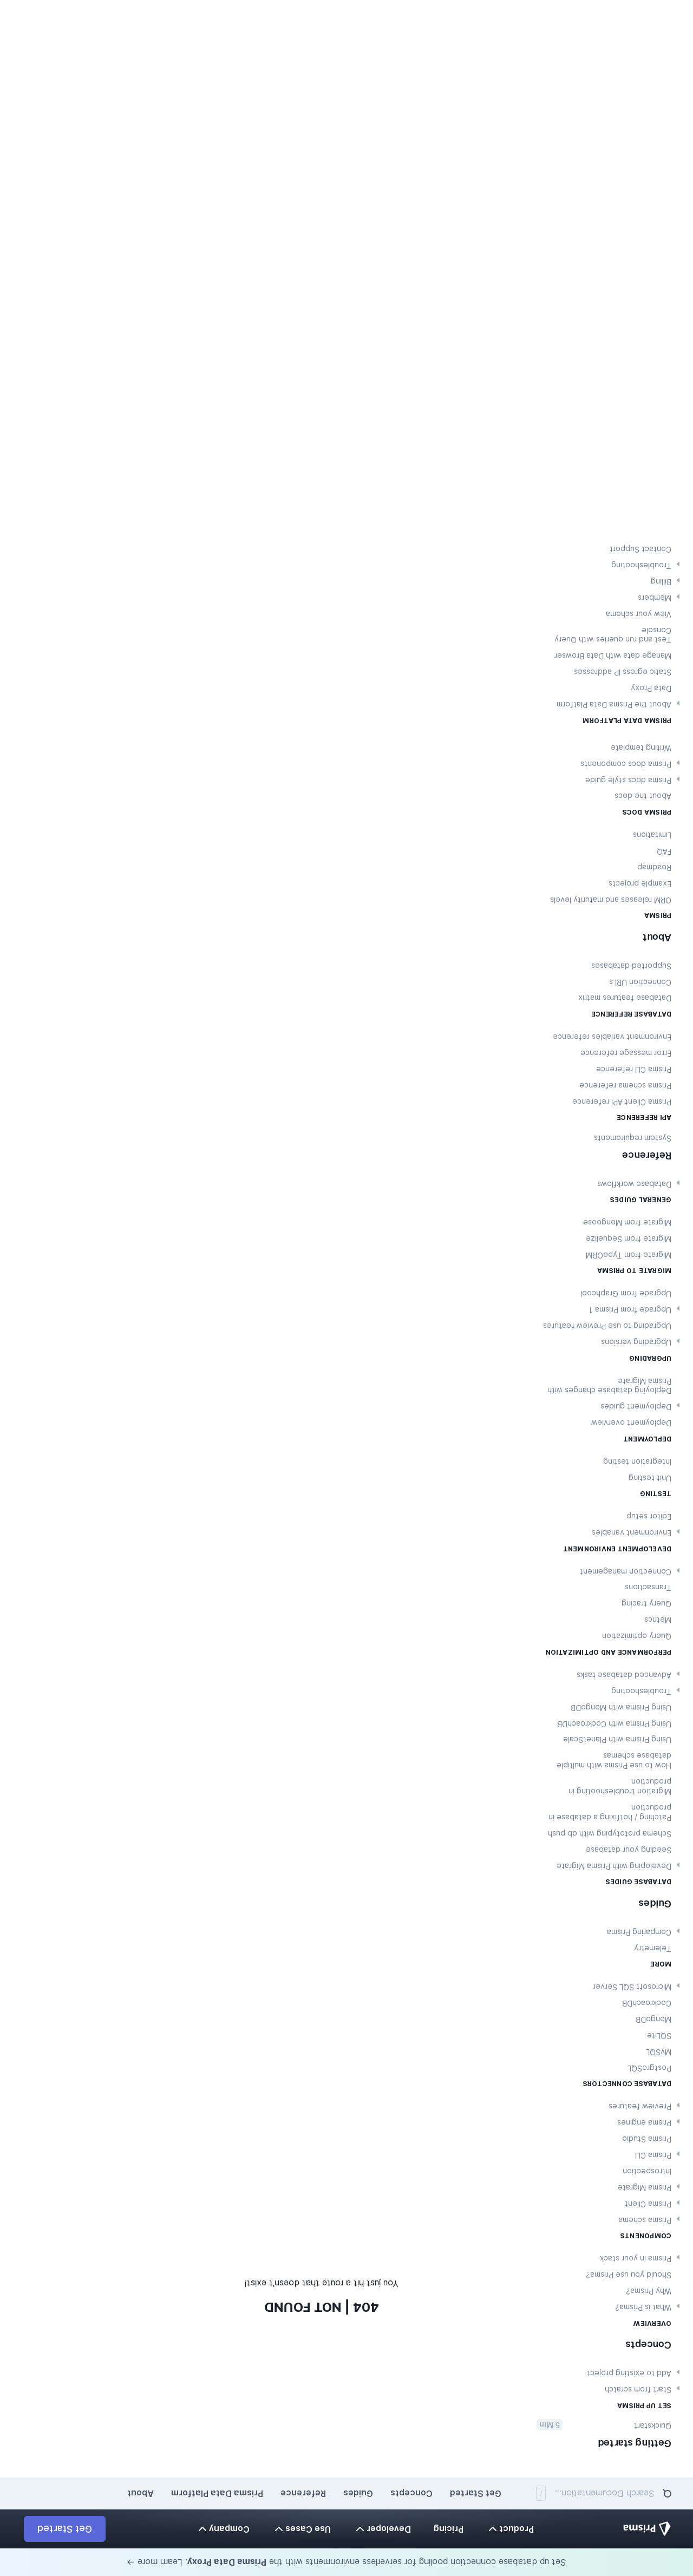 Set up database connection pooling for serverless environments with the Prisma Data Proxy. Learn more →
Prisma
Product
Pricing
Developer
Use Cases
Company
Get Started
Search Documentation... /
Get Started
Concepts
Guides
Reference
Prisma Data Platform
About
Getting started
Quickstart 5 Min
SET UP PRISMA
Start from scratch
Add to existing project
Concepts
OVERVIEW
What is Prisma?
Why Prisma?
Should you use Prisma?
Prisma in your stack
COMPONENTS
Prisma schema
Prisma Client
Prisma Migrate
Introspection
Prisma CLI
Prisma Studio
Prisma engines
Preview features
DATABASE CONNECTORS
PostgreSQL
MySQL
SQLite
MongoDB
CockroachDB
Microsoft SQL Server
MORE
Telemetry
Comparing Prisma
Guides
DATABASE GUIDES
Developing with Prisma Migrate
Seeding your database
Schema prototyping with db push
Patching / hotfixing a database in
production
Migration troubleshooting in
production
How to use Prisma with multiple
database schemas
Using Prisma with PlanetScale
Using Prisma with CockroachDB
Using Prisma with MongoDB
Troubleshooting
Advanced database tasks
PERFORMANCE AND OPTIMIZATION
Query optimization
Metrics
Query tracing
Transactions
Connection management
DEVELOPMENT ENVIRONMENT
Environment variables
Editor setup
TESTING
Unit testing
Integration testing
DEPLOYMENT
Deployment overview
Deployment guides
Deploying database changes with
Prisma Migrate
UPGRADING
Upgrading versions
Upgrading to use Preview features
Upgrade from Prisma 1
Upgrade from Graphcool
MIGRATE TO PRISMA
Migrate from TypeORM
Migrate from Sequelize
Migrate from Mongoose
GENERAL GUIDES
Database workflows
Reference
System requirements
API REFERENCE
Prisma Client API reference
Prisma schema reference
Prisma CLI reference
Error message reference
Environment variables reference
DATABASE REFERENCE
Database features matrix
Connection URLs
Supported databases
About
PRISMA
ORM releases and maturity levels
Example projects
Roadmap
FAQ
Limitations
PRISMA DOCS
About the docs
Prisma docs style guide
Prisma docs components
Writing template
PRISMA DATA PLATFORM
About the Prisma Data Platform
Data Proxy
Static egress IP addresses
Manage data with Data Browser
Test and run queries with Query
Console
View your schema
Members
Billing
Troubleshooting
Contact Support
404 | NOT FOUND
You just hit a route that doesn't exist!